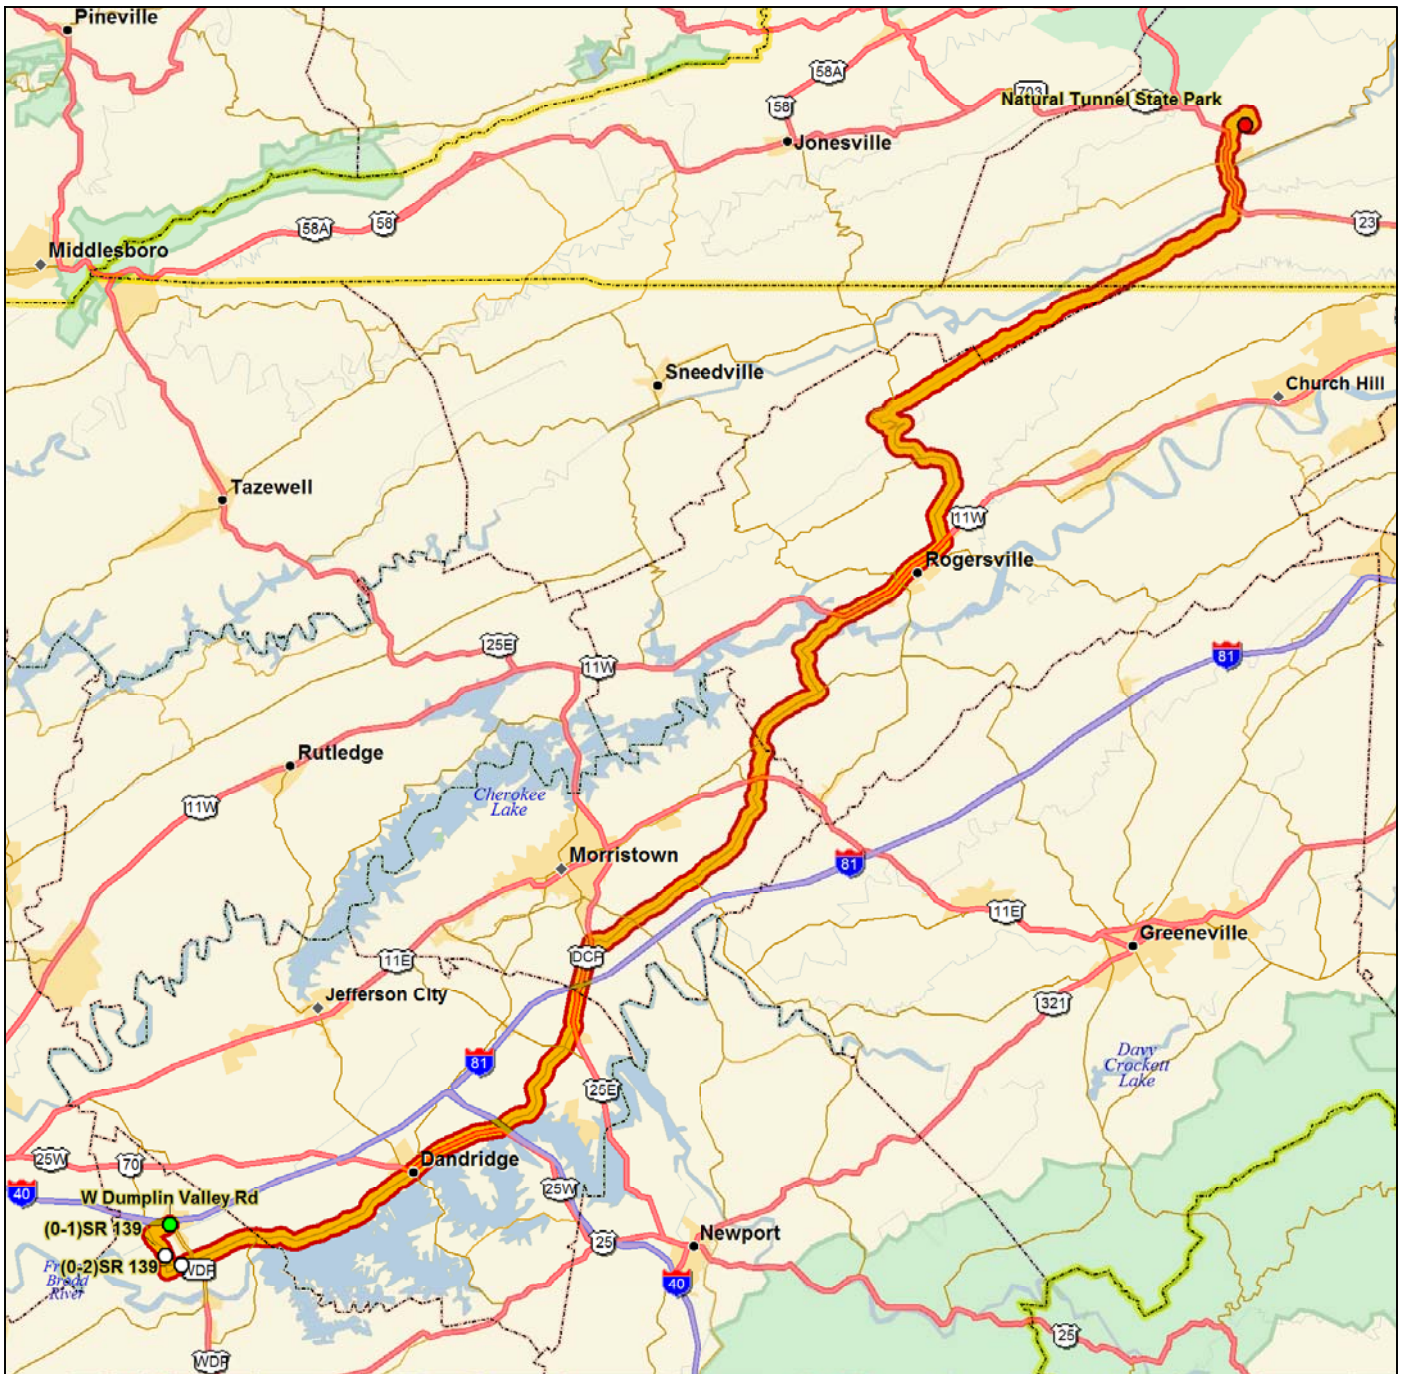 Pineville
58A
703
Natural Tunnel State Park
58
Jonesville
58A
58
23
Middlesboro
Sneedville
Church Hill
Tazewell
11W
Rogersville
25E
11W
81
Rutledge
11W
Cherokee
Lake
Morristown
81
11E
Greeneville
DCP
11E
Jefferson City
321
Davy
Crockett
Lake
81
25E
25W
70
Dandridge
40
W Dumplin Valley Rd
25W
(0-1)SR 139
Newport
25
(0-2)SR 139
WDP
Broad
River
40
25
WDP